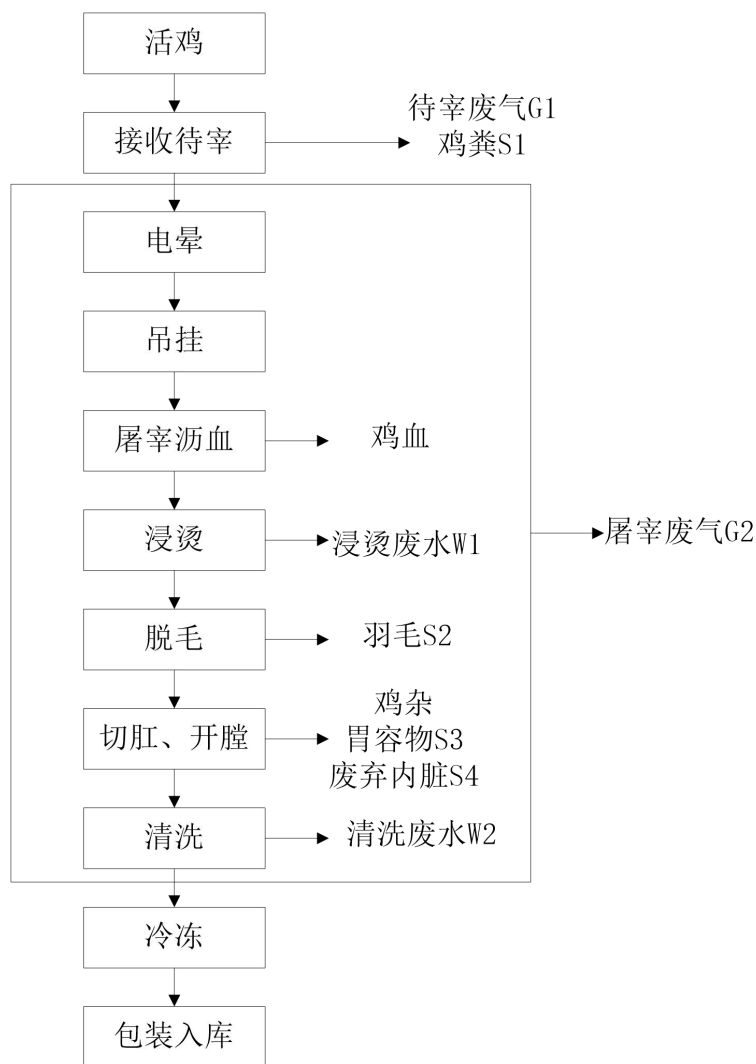 活鸡
接收待宰
待宰废气G1
鸡粪S1
电晕
吊挂
屠宰沥血
鸡血
浸烫
浸烫废水W1
屠宰废气G2
脱毛
羽毛S2
切肛、开膛
鸡杂
胃容物S3
废弃内脏S4
清洗
清洗废水W2
冷冻
包装入库